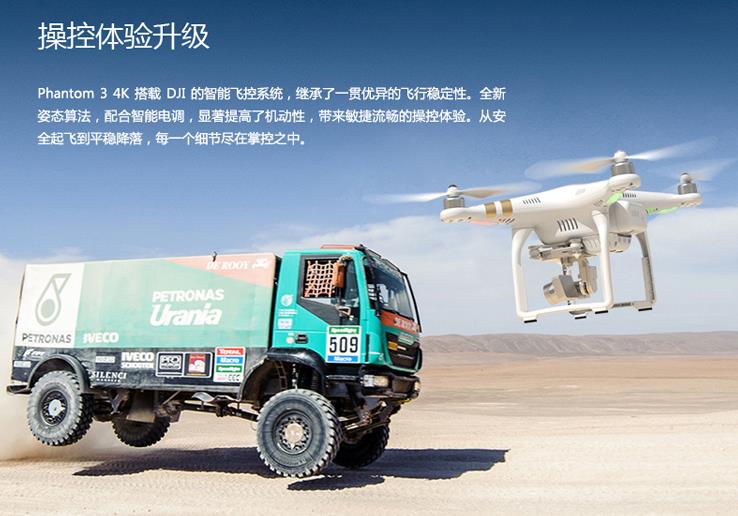 操控体验升级
Phantom 3 4K 搭载 DJI 的智能飞控系统，继承了一贯优异的飞行稳定性。全新
姿态算法，配合智能电调，显著提高了机动性，带来敏捷流畅的操控体验。从安
全起飞到平稳降落，每一个细节尽在掌控之中。
DE ROOY
PETRONAS
Urania
PETRONAS
IVECO
509
Macro
IVECO
TOTAL
Macro
SILENCI